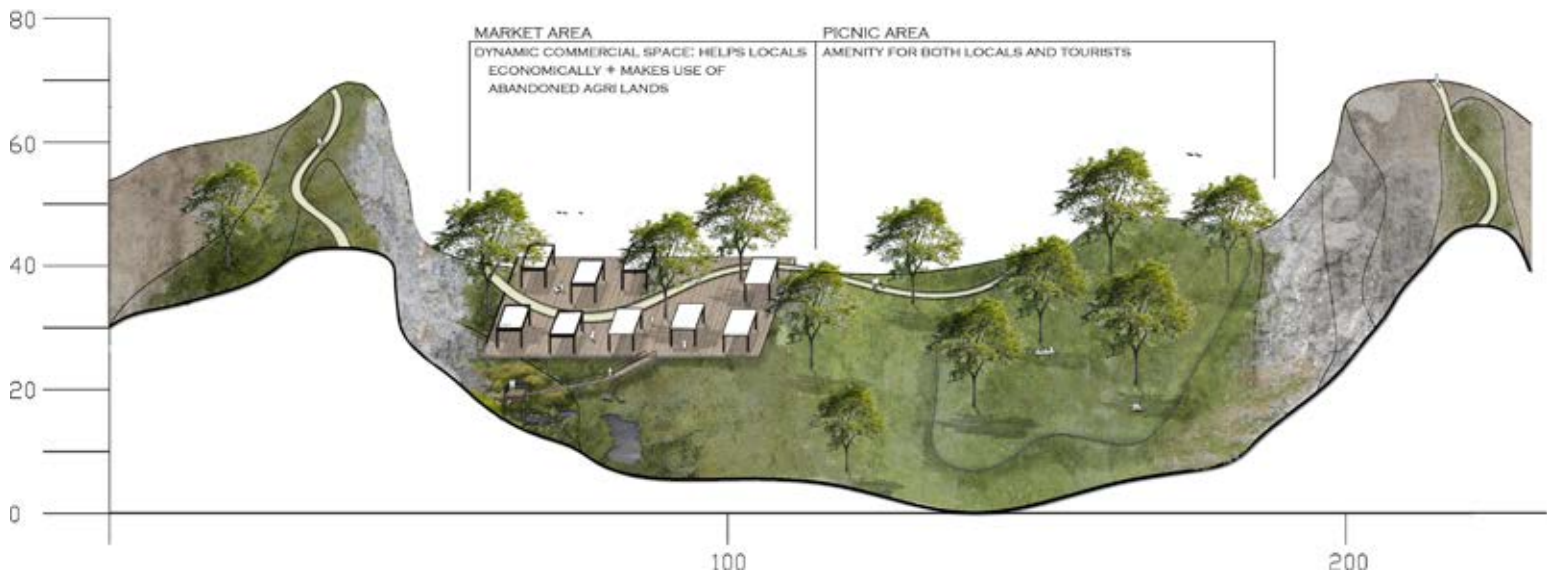 80
60
40
20
0
100
200
MARKET AREA
DYNAMIC COMMERCIAL SPACE: HELPS LOCALS
ECONOMICALLY + MAKES USE OF
ABANDONED AGRI LANDS
PICNIC AREA
AMENITY FOR BOTH LOCALS AND TOURISTS